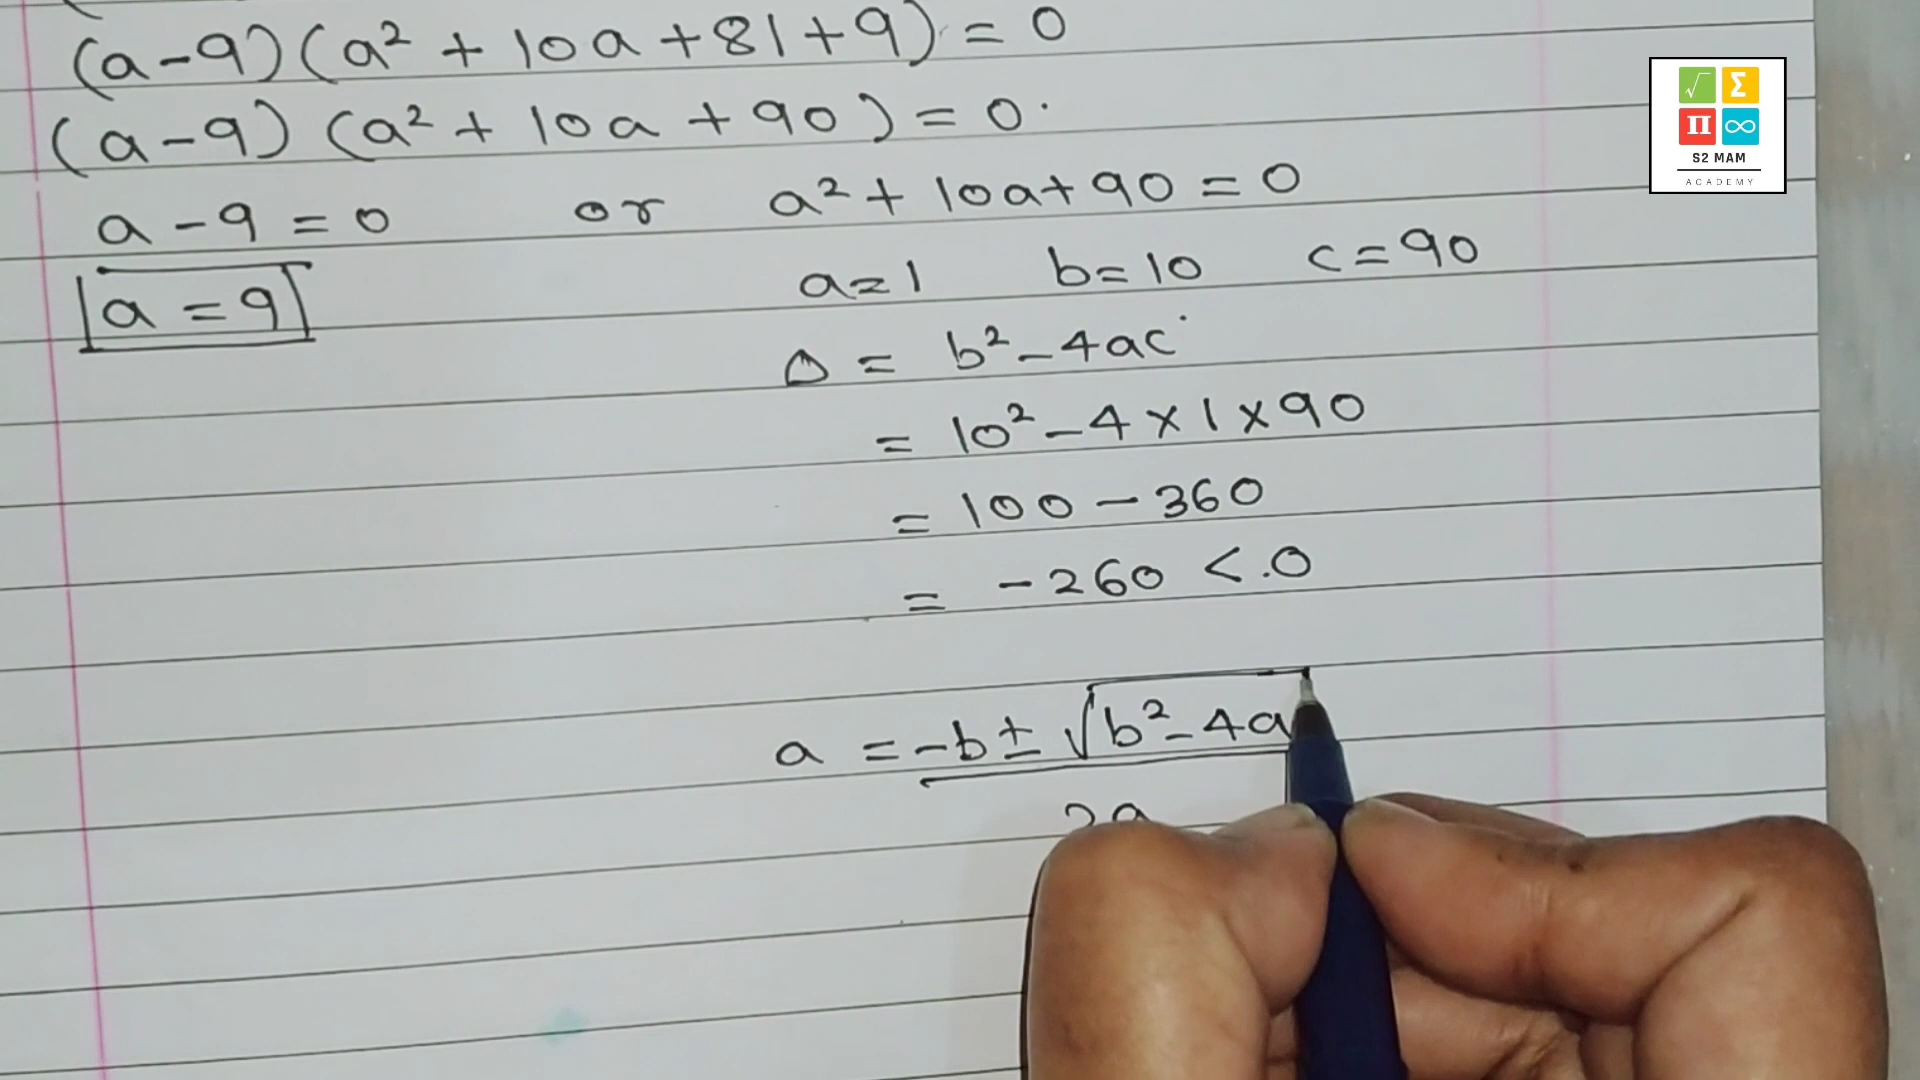 (a-9)(a² + 10a + 81 + 9) = 0
(a-9) (a² + 10a + 90) = 0.
a - 9 = 0 or a² + 10a + 90 = 0
a = 9
a = 1 b = 10 c = 90
Δ = b² - 4ac
= 10² - 4 × 1 × 90
= 100 - 360
= - 260 < .0
a = -b ± √b² - 4a
2a
√ Σ
Π ∞
S2 MAM
ACADEMY